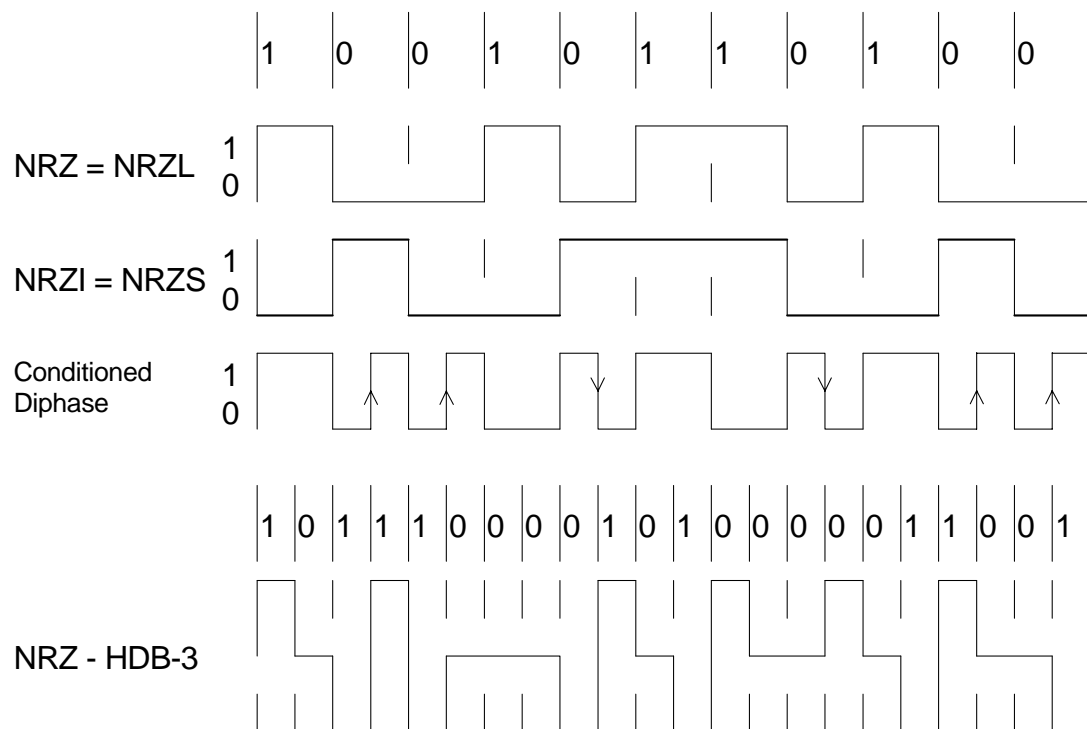 1 0 0 1 0 1 1 0 1 0 0
NRZ = NRZL
1
0
NRZI = NRZS
1
0
Conditioned
Diphase
1
0
1 0 1 1 1 0 0 0 0 1 0 1 0 0 0 0 0 1 1 0 0 1
NRZ - HDB-3